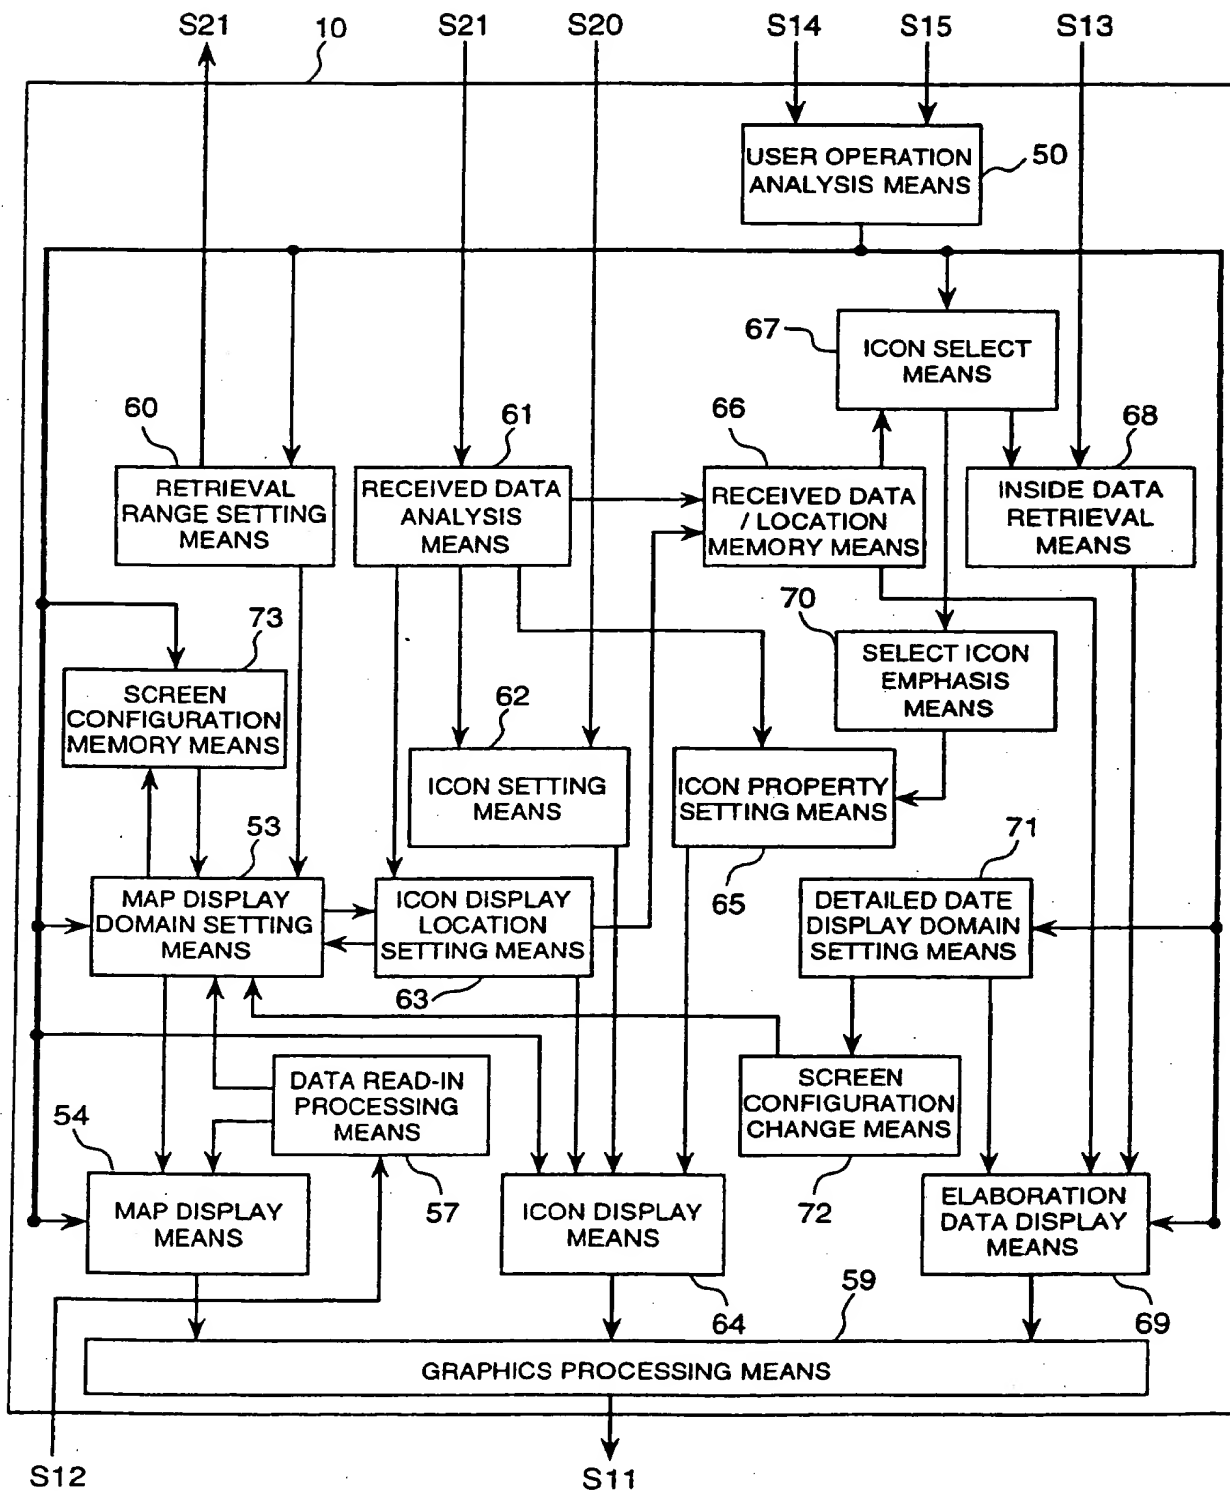 S21
10
S21
S20
S14
S15
S13
USER OPERATION
ANALYSIS MEANS
50
67
ICON SELECT
MEANS
60
61
66
68
RETRIEVAL
RANGE SETTING
MEANS
RECEIVED DATA
ANALYSIS
MEANS
RECEIVED DATA
/ LOCATION
MEMORY MEANS
INSIDE DATA
RETRIEVAL
MEANS
73
70
SCREEN
CONFIGURATION
MEMORY MEANS
62
SELECT ICON
EMPHASIS
MEANS
ICON SETTING
MEANS
ICON PROPERTY
SETTING MEANS
53
71
MAP DISPLAY
DOMAIN SETTING
MEANS
ICON DISPLAY
LOCATION
SETTING MEANS
65
DETAILED DATE
DISPLAY DOMAIN
SETTING MEANS
63
DATA READ-IN
PROCESSING
MEANS
SCREEN
CONFIGURATION
CHANGE MEANS
54
57
72
MAP DISPLAY
MEANS
ICON DISPLAY
MEANS
ELABORATION
DATA DISPLAY
MEANS
59
64
69
GRAPHICS PROCESSING MEANS
S12
S11